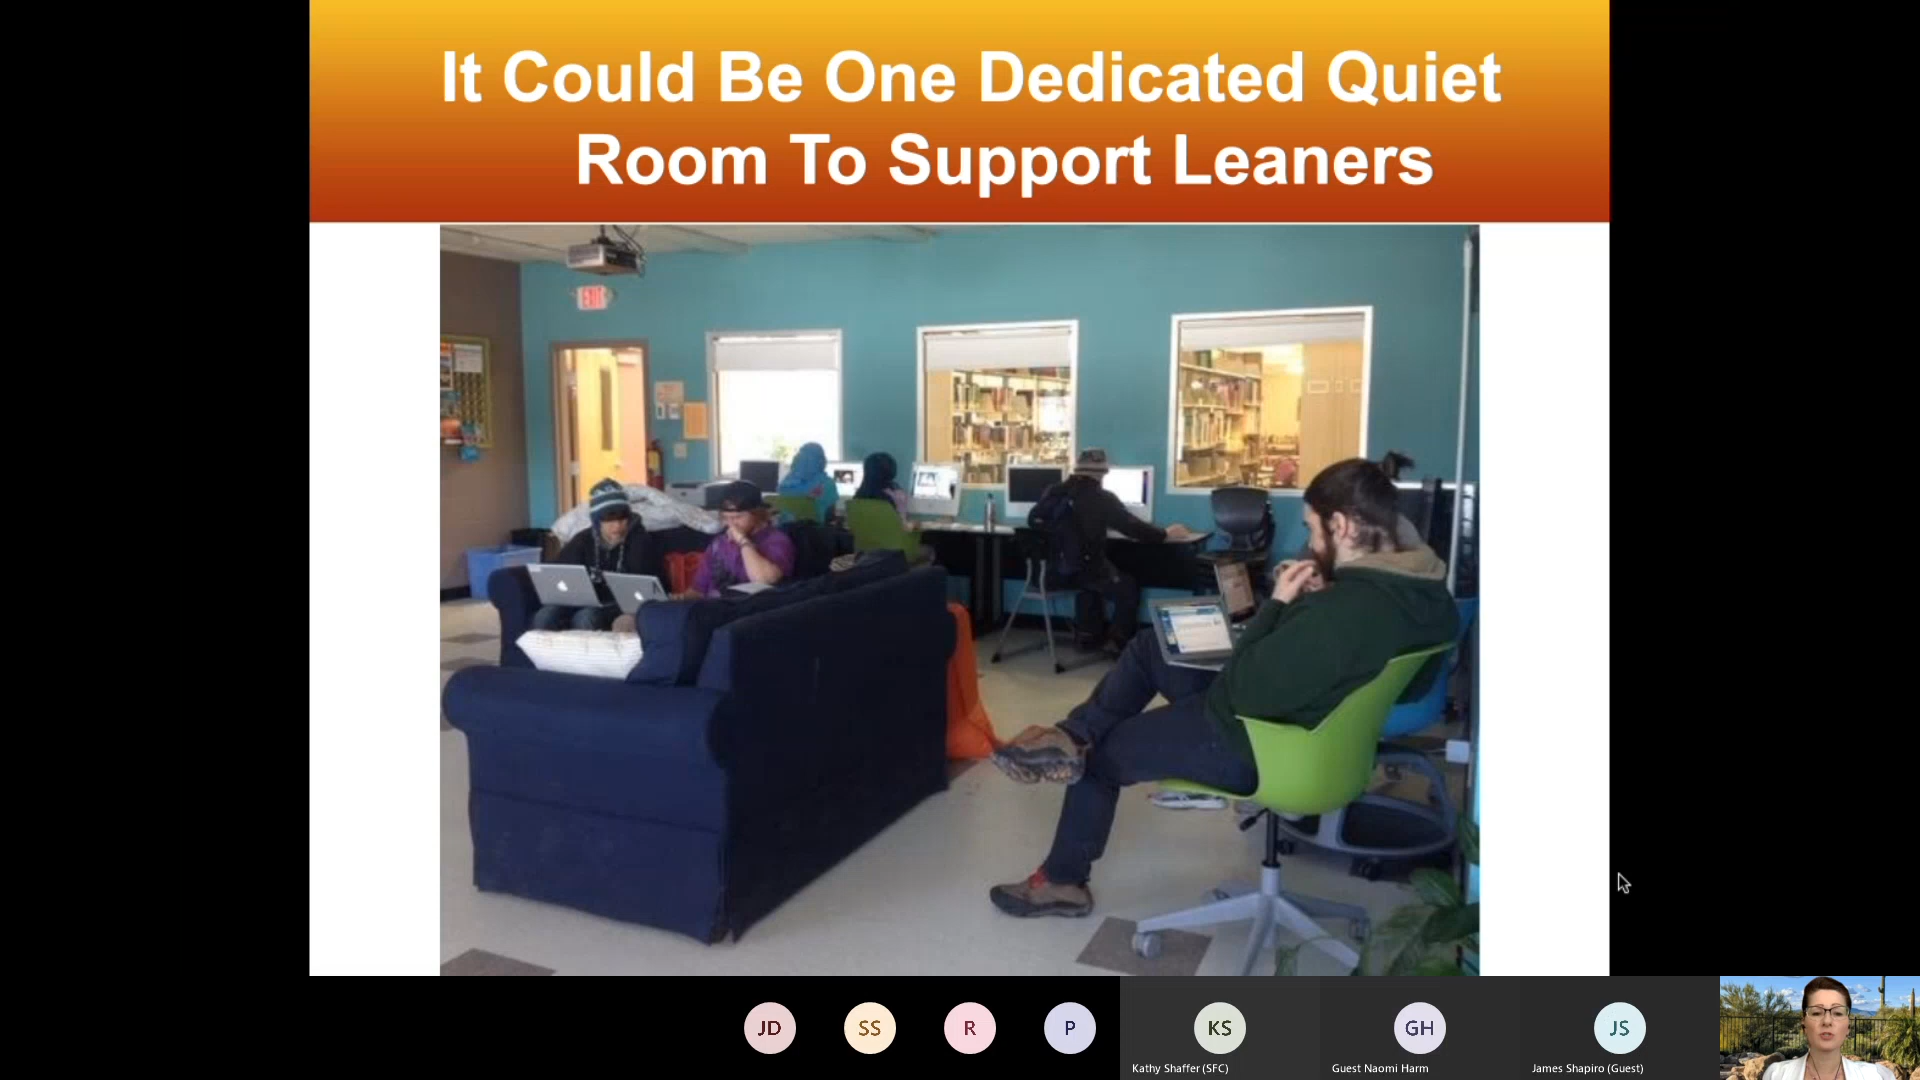 It Could Be One Dedicated Quiet
Room To Support Leaners
EXIT
JD
SS
R
P
KS
GH
JS
Kathy Shaffer (SFC)
Guest Naomi Harm
James Shapiro (Guest)